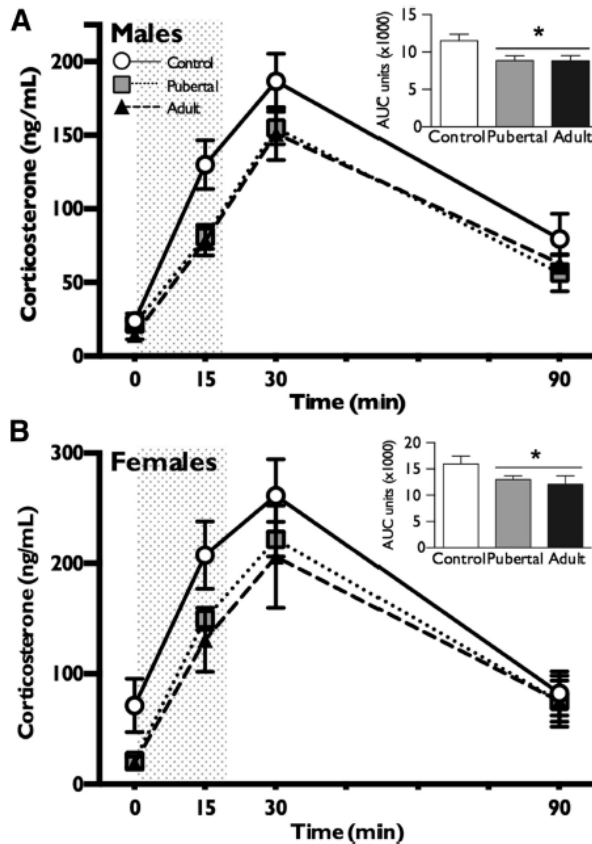 A
Males
Control
Pubertal
Adult
Corticosterone (ng/mL)
200
150
100
50
0
0 15 30 90
Time (min)
AUC units (x1000)
15
10
5
0
Control Pubertal Adult
*
B
Females
Corticosterone (ng/mL)
300
200
100
0
0 15 30 90
Time (min)
AUC units (x1000)
20
15
10
5
0
Control Pubertal Adult
*